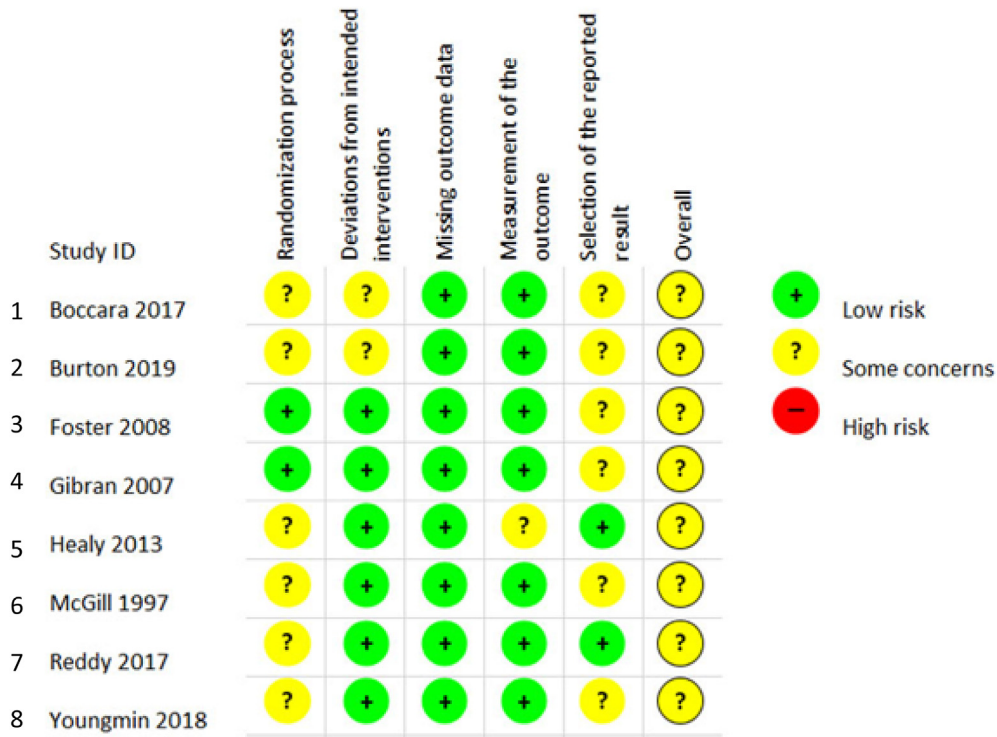 Randomization process
Deviations from intended
interventions
Missing outcome data
Measurement of the
outcome
Selection of the reported
result
Overall
Study ID
1 Boccara 2017 ? ? + + ? ?
2 Burton 2019 ? ? + + ? ?
3 Foster 2008 + + + + ? ?
4 Gibran 2007 + + + + ? ?
5 Healy 2013 ? + + ? + ?
6 McGill 1997 ? + + + ? ?
7 Reddy 2017 ? + + + + ?
8 Youngmin 2018 ? + + + ? ?
+ Low risk
? Some concerns
− High risk